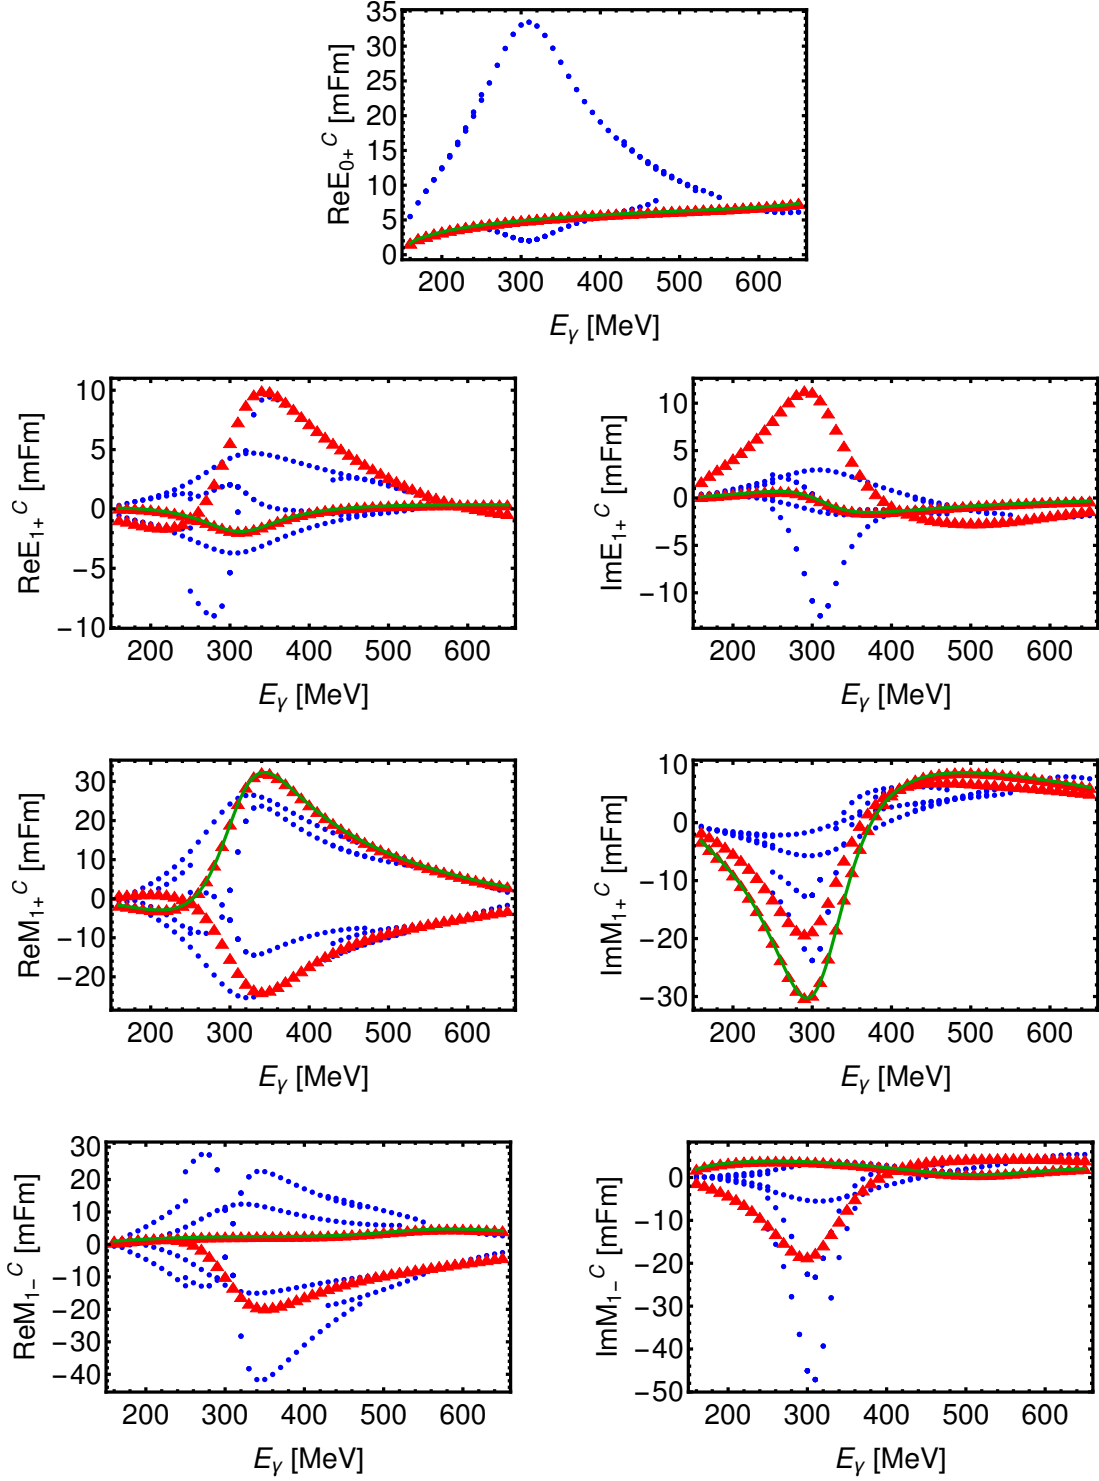 35
30
25
20
15
10
5
0
ReE₀₊ᶜ [mFm]
200 300 400 500 600
Eᵧ [MeV]
10
5
0
−5
−10
ReE₁₊ᶜ [mFm]
200 300 400 500 600
Eᵧ [MeV]
10
5
0
−5
−10
ImE₁₊ᶜ [mFm]
200 300 400 500 600
Eᵧ [MeV]
30
20
10
0
−10
−20
ReM₁₊ᶜ [mFm]
200 300 400 500 600
Eᵧ [MeV]
10
0
−10
−20
−30
ImM₁₊ᶜ [mFm]
200 300 400 500 600
Eᵧ [MeV]
30
20
10
0
−10
−20
−30
−40
ReM₁₋ᶜ [mFm]
200 300 400 500 600
Eᵧ [MeV]
0
−10
−20
−30
−40
−50
ImM₁₋ᶜ [mFm]
200 300 400 500 600
Eᵧ [MeV]